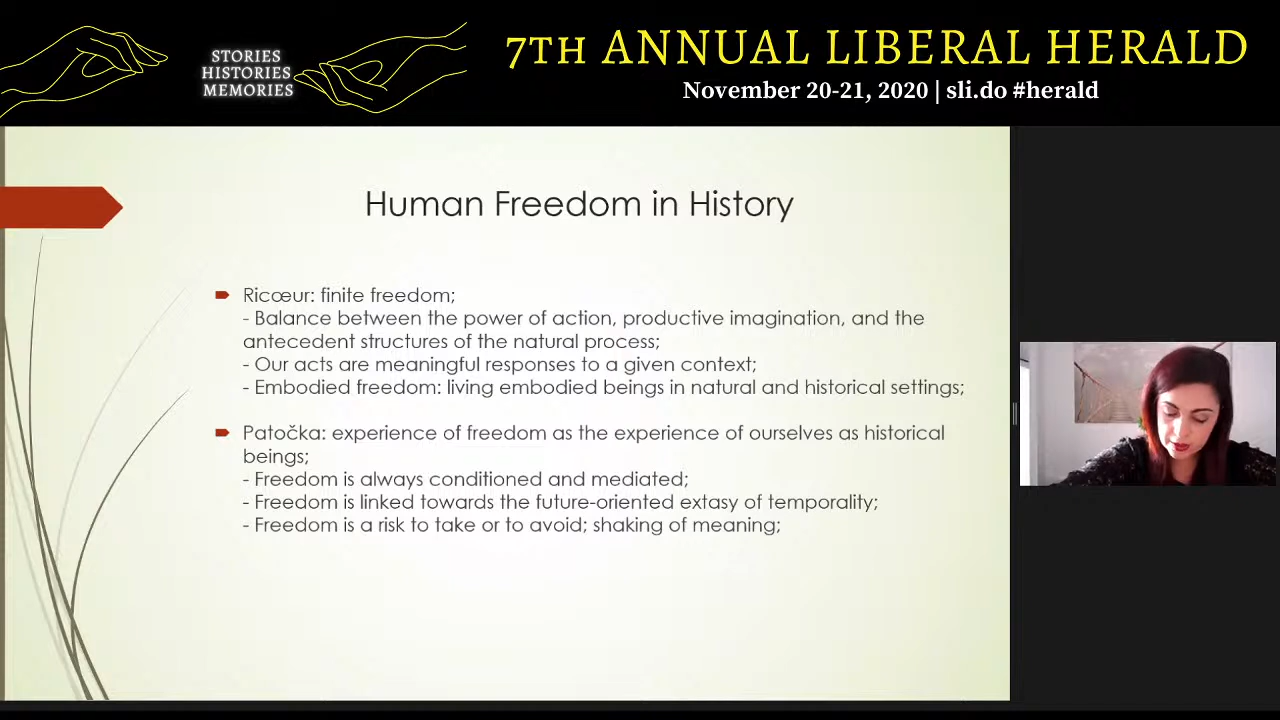 STORIES
HISTORIES
MEMORIES
7TH ANNUAL LIBERAL HERALD
November 20-21, 2020 | sli.do #herald
Human Freedom in History
Ricœur: finite freedom;
- Balance between the power of action, productive imagination, and the
antecedent structures of the natural process;
- Our acts are meaningful responses to a given context;
- Embodied freedom: living embodied beings in natural and historical settings;
Patočka: experience of freedom as the experience of ourselves as historical
beings;
- Freedom is always conditioned and mediated;
- Freedom is linked towards the future-oriented extasy of temporality;
- Freedom is a risk to take or to avoid; shaking of meaning;